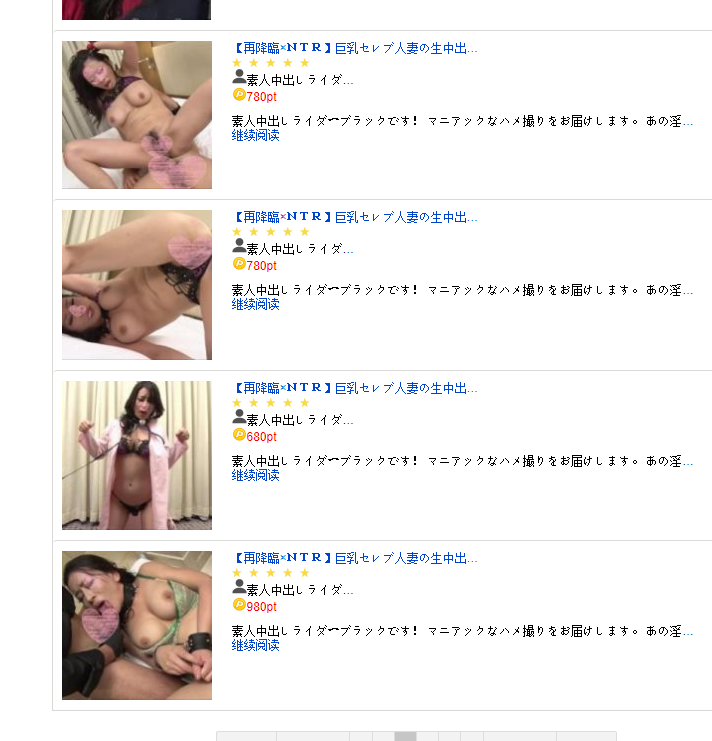 【再降臨×ＮＴＲ】巨乳セレブ人妻の生中出...
★ ★ ★ ★ ★
素人中出しライダ...
780pt
素人中出しライダーブラックです！ マニアックなハメ撮りをお届けします。 あの淫...
继续阅读
【再降臨×ＮＴＲ】巨乳セレブ人妻の生中出...
★ ★ ★ ★ ★
素人中出しライダ...
780pt
素人中出しライダーブラックです！ マニアックなハメ撮りをお届けします。 あの淫...
继续阅读
【再降臨×ＮＴＲ】巨乳セレブ人妻の生中出...
★ ★ ★ ★ ★
素人中出しライダ...
680pt
素人中出しライダーブラックです！ マニアックなハメ撮りをお届けします。 あの淫...
继续阅读
【再降臨×ＮＴＲ】巨乳セレブ人妻の生中出...
★ ★ ★ ★ ★
素人中出しライダ...
980pt
素人中出しライダーブラックです！ マニアックなハメ撮りをお届けします。 あの淫...
继续阅读